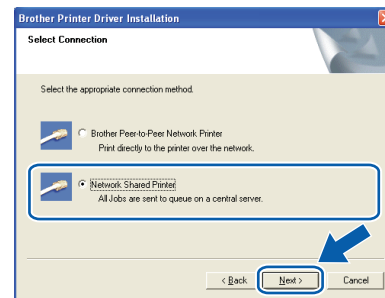 Brother Printer Driver Installation
Select Connection
Select the appropriate connection method.
Brother Peer-to-Peer Network Printer
Print directly to the printer over the network.
Network Shared Printer
All Jobs are sent to queue on a central server.
< Back
Next >
Cancel